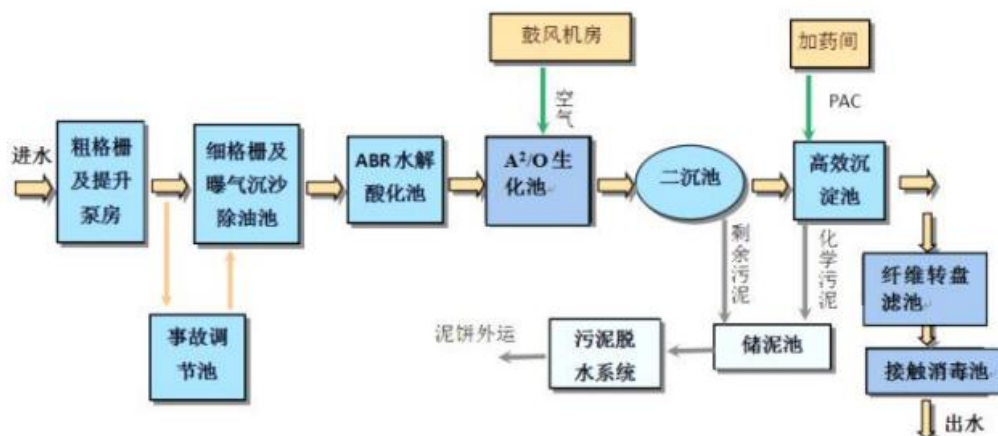 鼓风机房
加药间
空气
PAC
进水
粗格栅
及提升
泵房
细格栅及
曝气沉沙
除油池
ABR 水解
酸化池
A²/O 生
化池
二沉池
高效沉
淀池
剩余污泥
化学污泥
纤维转盘
滤池
事故调
节池
泥饼外运
污泥脱
水系统
储泥池
接触消毒池
出水